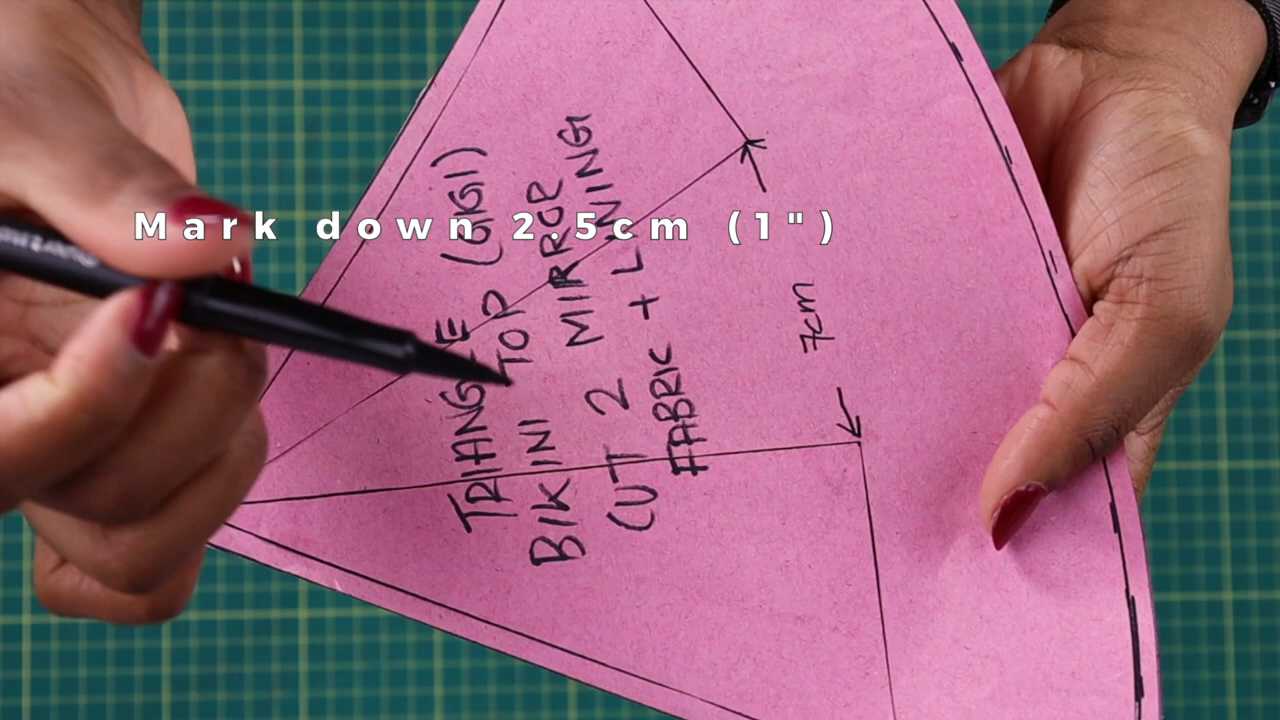 Mark down 2.5cm (1")
TRIANGLE (GIGI)
BIKINI TOP
CUT 2 MIRROR
FABRIC + LINING
7cm